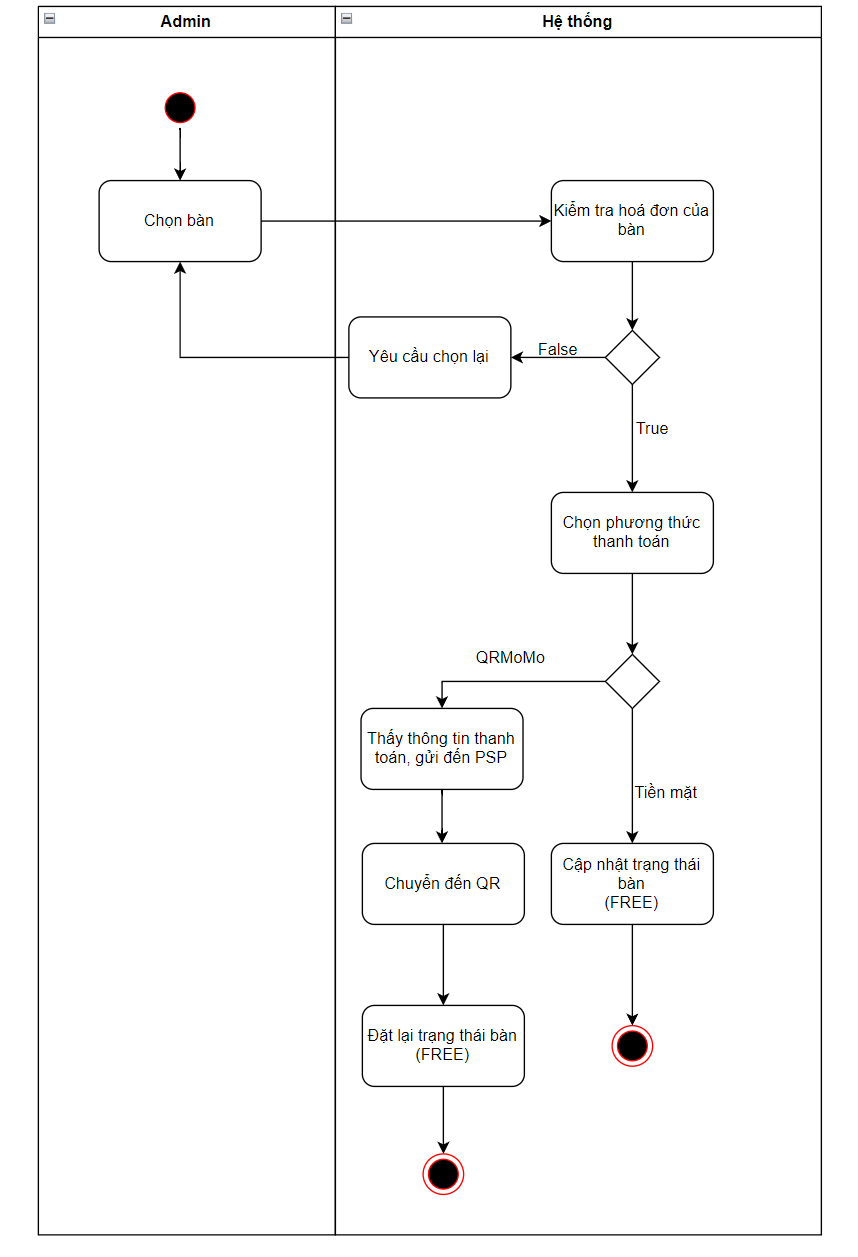 Admin
Hệ thống
Chọn bàn
Kiểm tra hoá đơn của
bàn
Yêu cầu chọn lại
False
True
Chọn phương thức
thanh toán
QRMoMo
Thấy thông tin thanh
toán, gửi đến PSP
Tiền mặt
Chuyển đến QR
Cập nhật trạng thái
bàn
(FREE)
Đặt lại trạng thái bàn
(FREE)